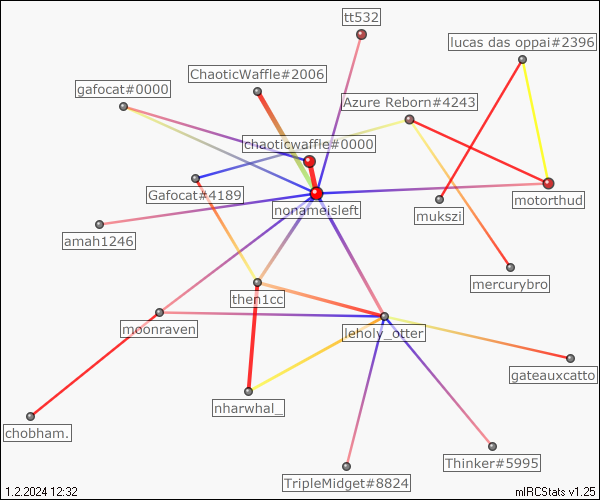 tt532
lucas das oppai#2396
ChaoticWaffle#2006
gafocat#0000
Azure Reborn#4243
chaoticwaffle#0000
Gafocat#4189
motorthud
nonameisleft
mukszi
amah1246
mercurybro
then1cc
moonraven
leholy_otter
gateauxcatto
nharwhal_
chobham.
Thinker#5995
TripleMidget#8824
1.2.2024 12:32
mIRCStats v1.25